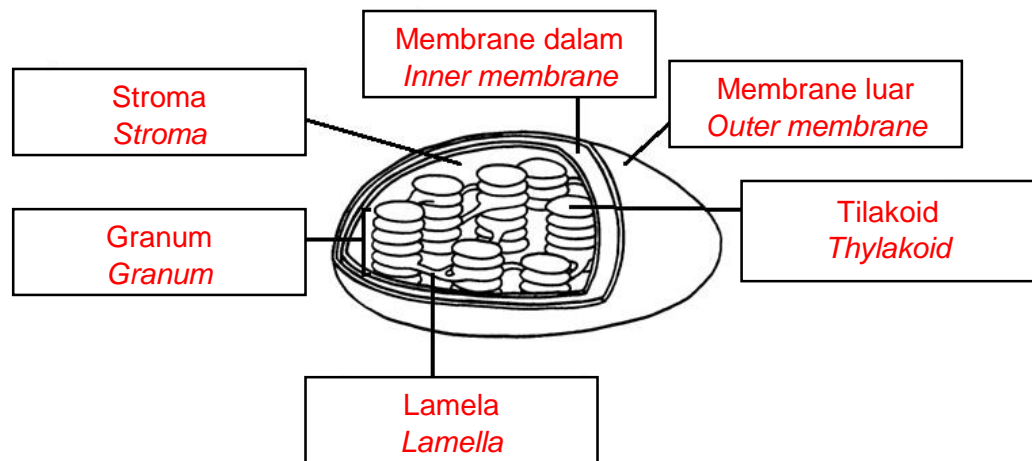 Membrane dalam
Inner membrane
Stroma
Stroma
Membrane luar
Outer membrane
Granum
Granum
Tilakoid
Thylakoid
Lamela
Lamella